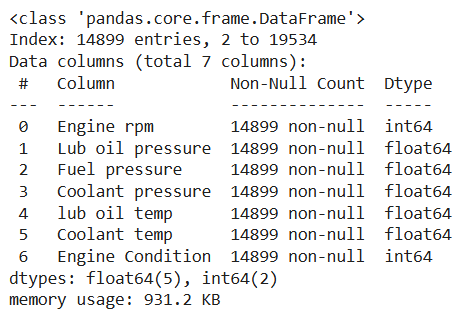 <class 'pandas.core.frame.DataFrame'>
Index: 14899 entries, 2 to 19534
Data columns (total 7 columns):
 #   Column            Non-Null Count  Dtype
---  ------            --------------  -----
 0   Engine rpm        14899 non-null  int64
 1   Lub oil pressure  14899 non-null  float64
 2   Fuel pressure     14899 non-null  float64
 3   Coolant pressure  14899 non-null  float64
 4   lub oil temp      14899 non-null  float64
 5   Coolant temp      14899 non-null  float64
 6   Engine Condition  14899 non-null  int64
dtypes: float64(5), int64(2)
memory usage: 931.2 KB